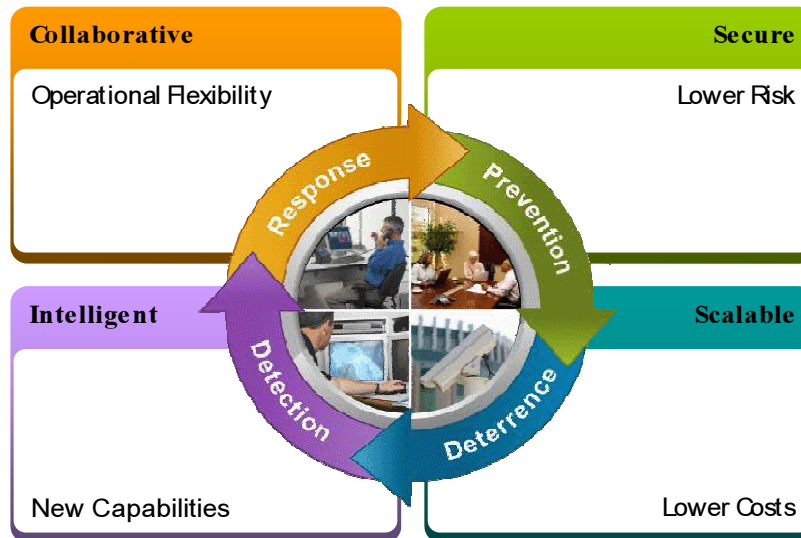 Collaborative
Secure
Operational Flexibility
Lower Risk
Response
Prevention
Intelligent
Scalable
Detection
Deterrence
New Capabilities
Lower Costs